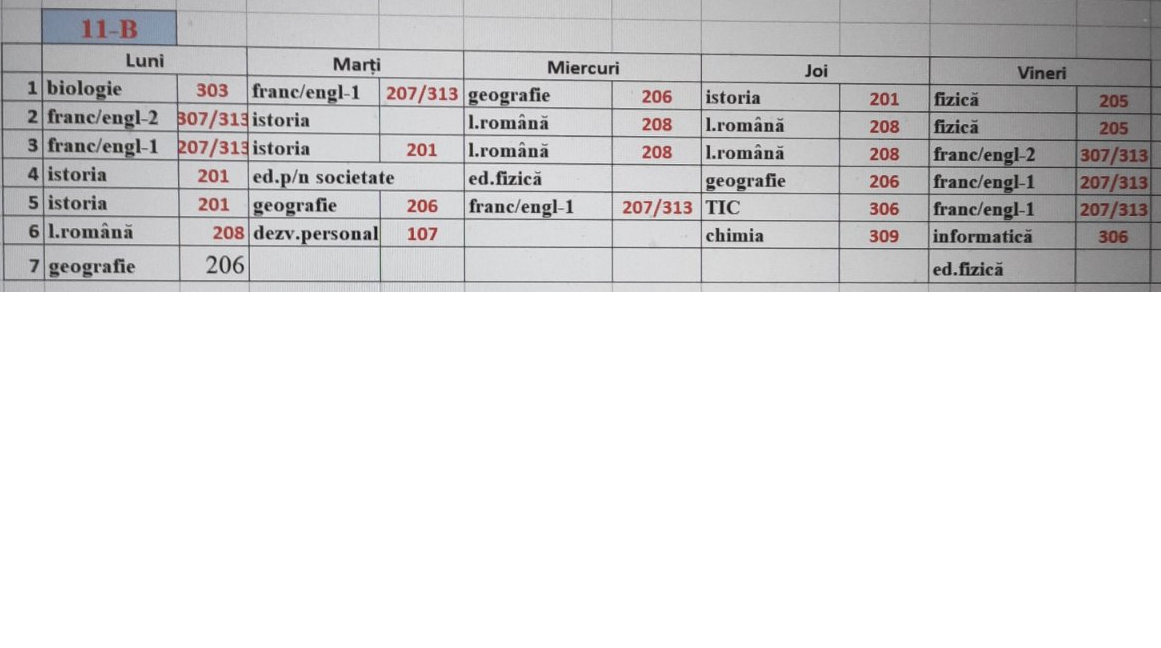 11-B
Luni Marți Miercuri Joi Vineri
1 biologie 303 franc/engl-1 207/313 geografie 206 istoria 201 fizică 205
2 franc/engl-2 307/313 istoria l.română 208 l.română 208 fizică 205
3 franc/engl-1 207/313 istoria 201 l.română 208 l.română 208 franc/engl-2 307/313
4 istoria 201 ed.p/n societate ed.fizică geografie 206 franc/engl-1 207/313
5 istoria 201 geografie 206 franc/engl-1 207/313 TIC 306 franc/engl-1 207/313
6 l.română 208 dezv.personal 107 chimia 309 informatică 306
7 geografie 206 ed.fizică